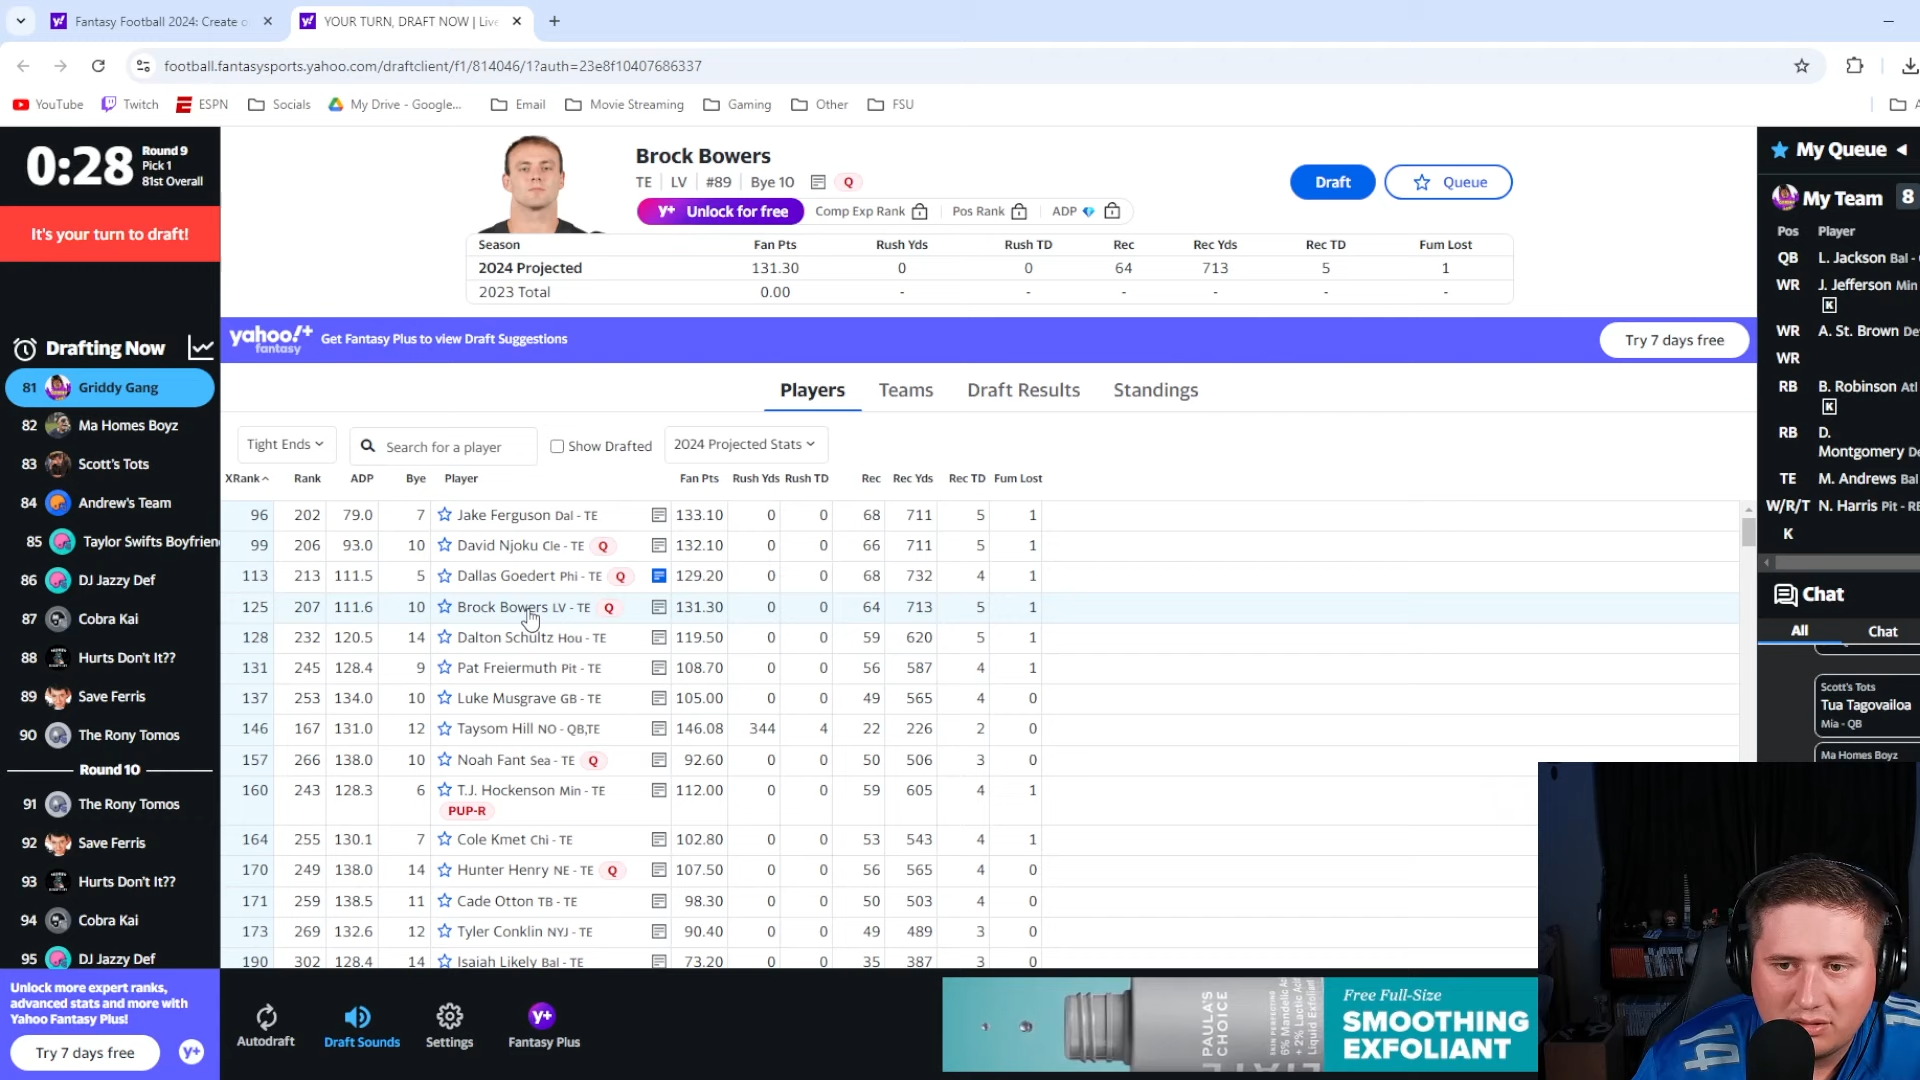 Fantasy Football 2024: Create o
YOUR TURN, DRAFT NOW | Live
football.fantasysports.yahoo.com/draftclient/f1/814046/1?auth=23e8f10407686337
YouTube
Twitch
ESPN
Socials
My Drive - Google...
Email
Movie Streaming
Gaming
Other
FSU
0:28
Round 9
Pick 1
81st Overall
It's your turn to draft!
Drafting Now
81 Griddy Gang
82 Ma Homes Boyz
83 Scott's Tots
84 Andrew's Team
85 Taylor Swifts Boyfrien
86 DJ Jazzy Def
87 Cobra Kai
88 Hurts Don't It??
89 Save Ferris
90 The Rony Tomos
Round 10
91 The Rony Tomos
92 Save Ferris
93 Hurts Don't It??
94 Cobra Kai
95 DJ Jazzy Def
Unlock more expert ranks,
advanced stats and more with
Yahoo Fantasy Plus!
Try 7 days free y+
Brock Bowers
TE | LV | #89 | Bye 10 Q
y+ Unlock for free Comp Exp Rank Pos Rank ADP
Draft
Queue
Season Fan Pts Rush Yds Rush TD Rec Rec Yds Rec TD Fum Lost
2024 Projected 131.30 0 0 64 713 5 1
2023 Total 0.00 - - - - - -
yahoo!+
fantasy
Get Fantasy Plus to view Draft Suggestions
Try 7 days free
Players Teams Draft Results Standings
Tight Ends Search for a player Show Drafted 2024 Projected Stats
XRank Rank ADP Bye Player Fan Pts Rush Yds Rush TD Rec Rec Yds Rec TD Fum Lost
96 202 79.0 7 Jake Ferguson Dal - TE 133.10 0 0 68 711 5 1
99 206 93.0 10 David Njoku Cle - TE Q 132.10 0 0 66 711 5 1
113 213 111.5 5 Dallas Goedert Phi - TE Q 129.20 0 0 68 732 4 1
125 207 111.6 10 Brock Bowers LV - TE Q 131.30 0 0 64 713 5 1
128 232 120.5 14 Dalton Schultz Hou - TE 119.50 0 0 59 620 5 1
131 245 128.4 9 Pat Freiermuth Pit - TE 108.70 0 0 56 587 4 1
137 253 134.0 10 Luke Musgrave GB - TE 105.00 0 0 49 565 4 0
146 167 131.0 12 Taysom Hill NO - QB,TE 146.08 344 4 22 226 2 0
157 266 138.0 10 Noah Fant Sea - TE Q 92.60 0 0 50 506 3 0
160 243 128.3 6 T.J. Hockenson Min - TE 112.00 0 0 59 605 4 1
PUP-R
164 255 130.1 7 Cole Kmet Chi - TE 102.80 0 0 53 543 4 1
170 249 138.0 14 Hunter Henry NE - TE Q 107.50 0 0 56 565 4 0
171 259 138.5 11 Cade Otton TB - TE 98.30 0 0 50 503 4 0
173 269 132.6 12 Tyler Conklin NYJ - TE 90.40 0 0 49 489 3 0
190 302 128.4 14 Isaiah Likely Bal - TE 73.20 0 0 35 387 3 0
Autodraft
Draft Sounds
Settings
y+
Fantasy Plus
PAULA'S
CHOICE
SKIN PERFECTING
6% Mandelic Ac
+ 2% Lactic Acid
Liquid Exfoliant
Free Full-Size
SMOOTHING
EXFOLIANT
My Queue
My Team 8
Pos Player
QB L. Jackson Bal -
WR J. Jefferson Min
K
WR A. St. Brown De
WR
RB B. Robinson Atl
K
RB D.
Montgomery De
TE M. Andrews Bal
W/R/T N. Harris Pit - RB
K
Chat
All Chat
Scott's Tots
Tua Tagovailoa
Mia - QB
Ma Homes Boyz
14